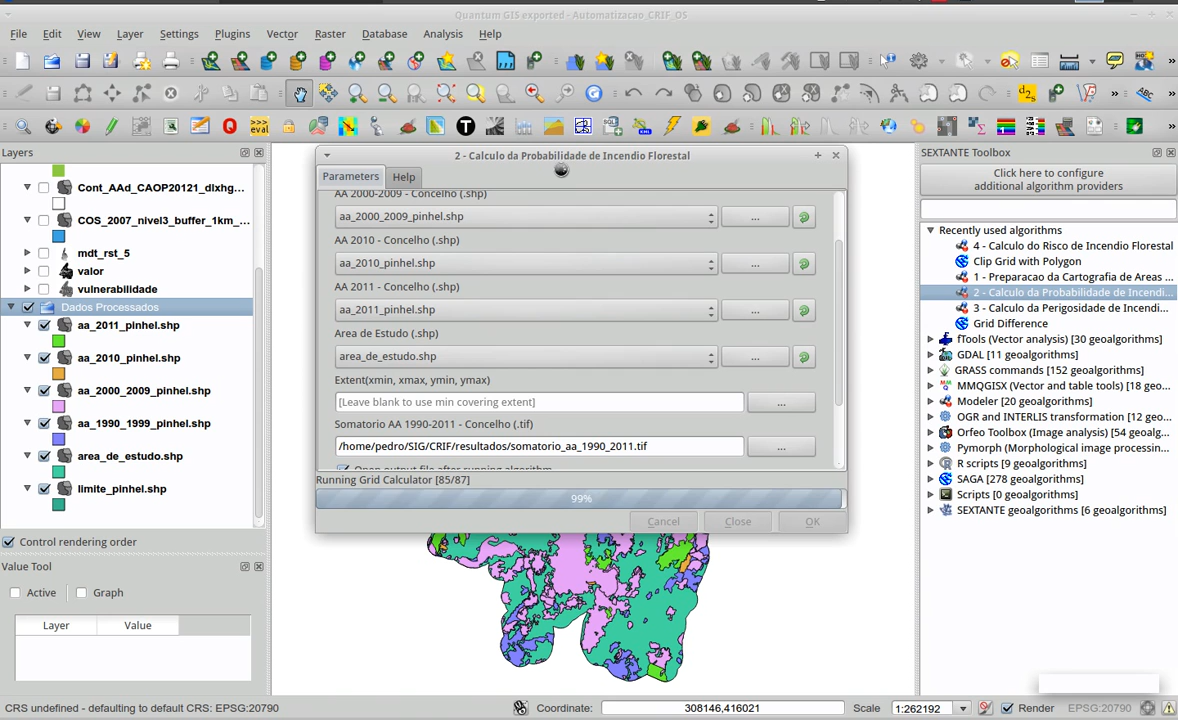 Quantum GIS exported - Automatizacao_CRIF_OS
File Edit View Layer Settings Plugins Vector Raster Database Analysis Help
Layers
Cont_AAd_CAOP20121_dlxhg...
COS_2007_nivel3_buffer_1km_...
mdt_rst_5
valor
vulnerabilidade
Dados Processados
aa_2011_pinhel.shp
aa_2010_pinhel.shp
aa_2000_2009_pinhel.shp
aa_1990_1999_pinhel.shp
area_de_estudo.shp
limite_pinhel.shp
Control rendering order
Value Tool
Active Graph
Layer Value
2 - Calculo da Probabilidade de Incendio Florestal
Parameters Help
AA 2000-2009 - Concelho (.shp)
aa_2000_2009_pinhel.shp ...
AA 2010 - Concelho (.shp)
aa_2010_pinhel.shp ...
AA 2011 - Concelho (.shp)
aa_2011_pinhel.shp ...
Area de Estudo (.shp)
area_de_estudo.shp ...
Extent(xmin, xmax, ymin, ymax)
[Leave blank to use min covering extent] ...
Somatorio AA 1990-2011 - Concelho (.tif)
/home/pedro/SIG/CRIF/resultados/somatorio_aa_1990_2011.tif ...
Open output file after running algorithm
Running Grid Calculator [85/87]
99%
Cancel Close OK
SEXTANTE Toolbox
Click here to configure
additional algorithm providers
Recently used algorithms
4 - Calculo do Risco de Incendio Florestal
Clip Grid with Polygon
1 - Preparacao da Cartografia de Areas ...
2 - Calculo da Probabilidade de Incendi...
3 - Calculo da Perigosidade de Incendi...
Grid Difference
fTools (Vector analysis) [30 geoalgorithms]
GDAL [11 geoalgorithms]
GRASS commands [152 geoalgorithms]
MMQGISX (Vector and table tools) [18 geo...
Modeler [20 geoalgorithms]
OGR and INTERLIS transformation [12 geo...
Orfeo Toolbox (Image analysis) [54 geoalg...
Pymorph (Morphological image processin...
R scripts [9 geoalgorithms]
SAGA [278 geoalgorithms]
Scripts [0 geoalgorithms]
SEXTANTE geoalgorithms [6 geoalgorithms]
CRS undefined - defaulting to default CRS: EPSG:20790 Coordinate: 308146,416021 Scale 1:262192 Render EPSG:20790